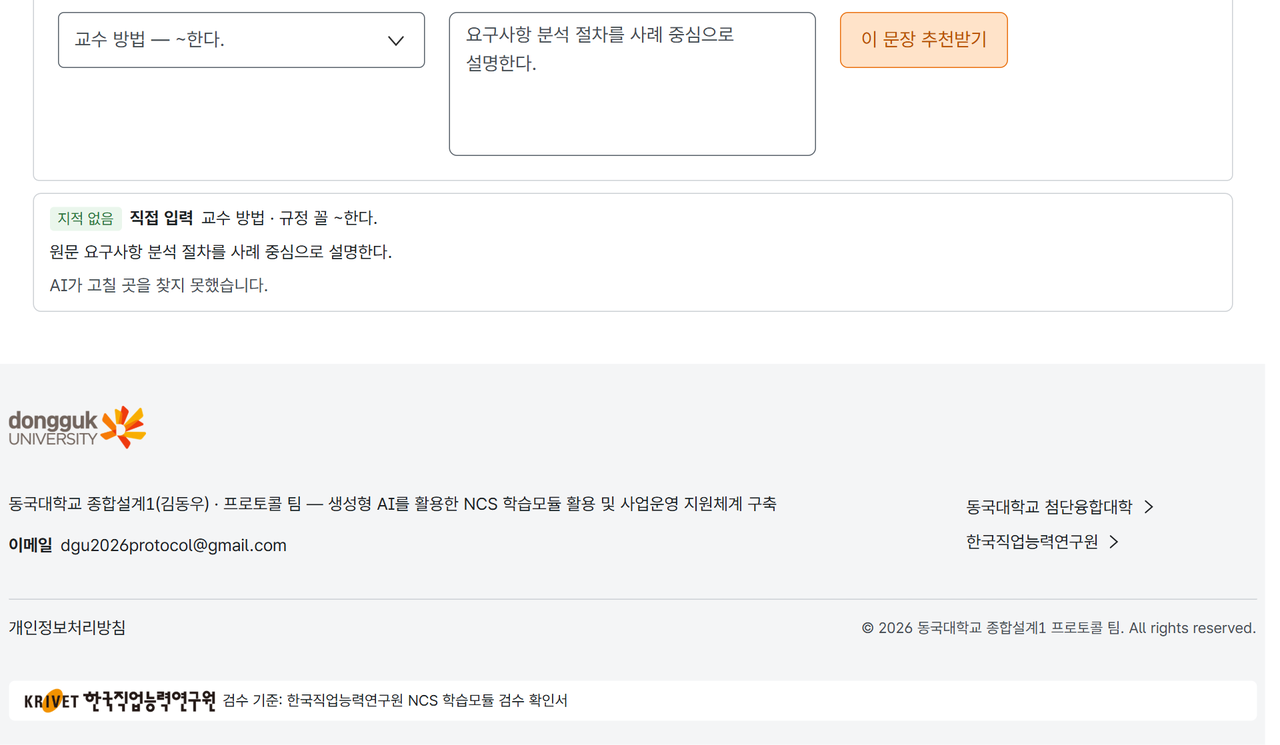 교수 방법 — ~한다.
요구사항 분석 절차를 사례 중심으로
설명한다.
이 문장 추천받기
지적 없음 직접 입력 교수 방법 · 규정 꼴 ~한다.
원문 요구사항 분석 절차를 사례 중심으로 설명한다.
AI가 고칠 곳을 찾지 못했습니다.
dongguk
UNIVERSITY
동국대학교 종합설계1(김동우) · 프로토콜 팀 — 생성형 AI를 활용한 NCS 학습모듈 활용 및 사업운영 지원체계 구축
이메일 dgu2026protocol@gmail.com
동국대학교 첨단융합대학
한국직업능력연구원
개인정보처리방침
© 2026 동국대학교 종합설계1 프로토콜 팀. All rights reserved.
KRIVET 한국직업능력연구원 검수 기준: 한국직업능력연구원 NCS 학습모듈 검수 확인서